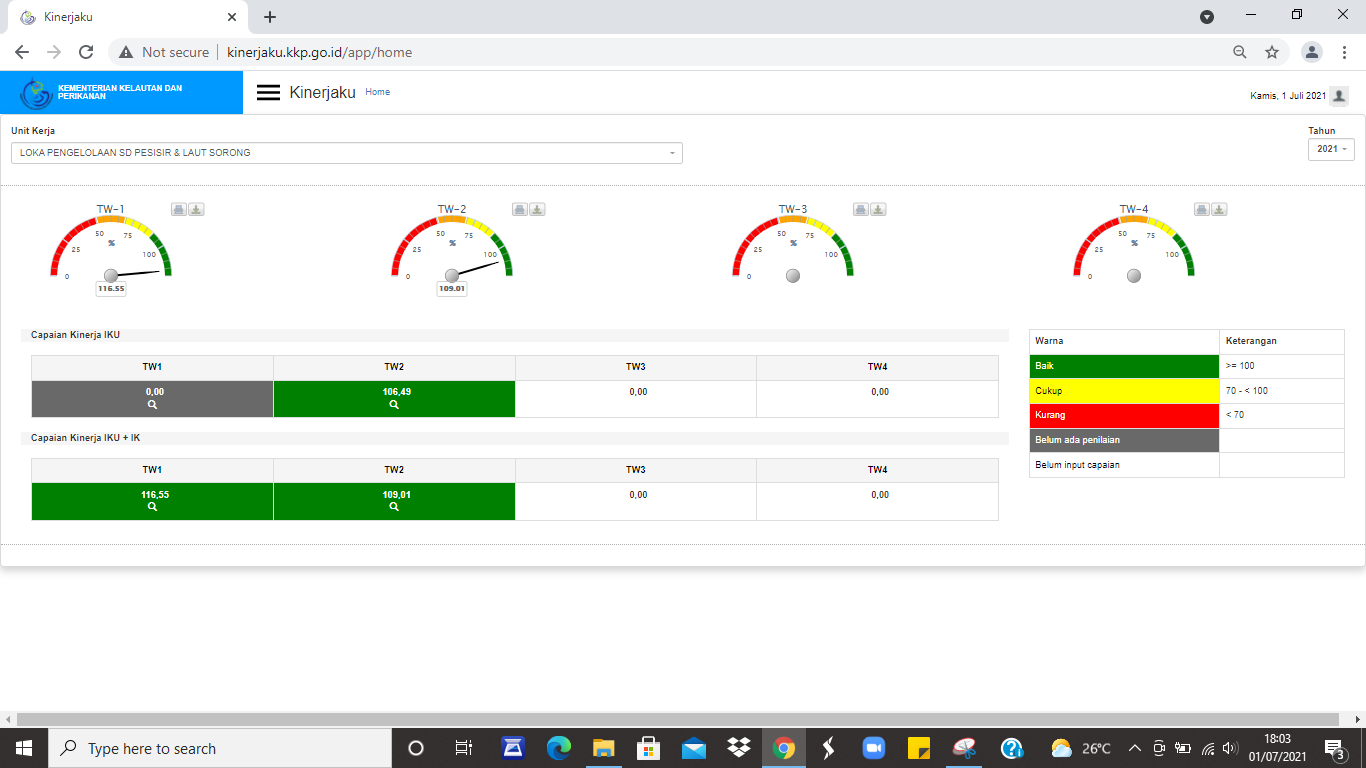 Kinerjaku
Not secure
kinerjaku.kkp.go.id/app/home
KEMENTERIAN KELAUTAN DAN
PERIKANAN
Kinerjaku Home
Kamis, 1 Juli 2021
Unit Kerja
Tahun
LOKA PENGELOLAAN SD PESISIR & LAUT SORONG
2021
TW-1
0
25
50
75
100
%
116.55
TW-2
0
25
50
75
100
%
109.01
TW-3
0
25
50
75
100
%
TW-4
0
25
50
75
100
%
Capaian Kinerja IKU
TW1 TW2 TW3 TW4
0,00 106,49 0,00 0,00
Capaian Kinerja IKU + IK
TW1 TW2 TW3 TW4
116,55 109,01 0,00 0,00
Warna Keterangan
Baik >= 100
Cukup 70 - < 100
Kurang < 70
Belum ada penilaian
Belum input capaian
Type here to search
26°C
18:03
01/07/2021
3